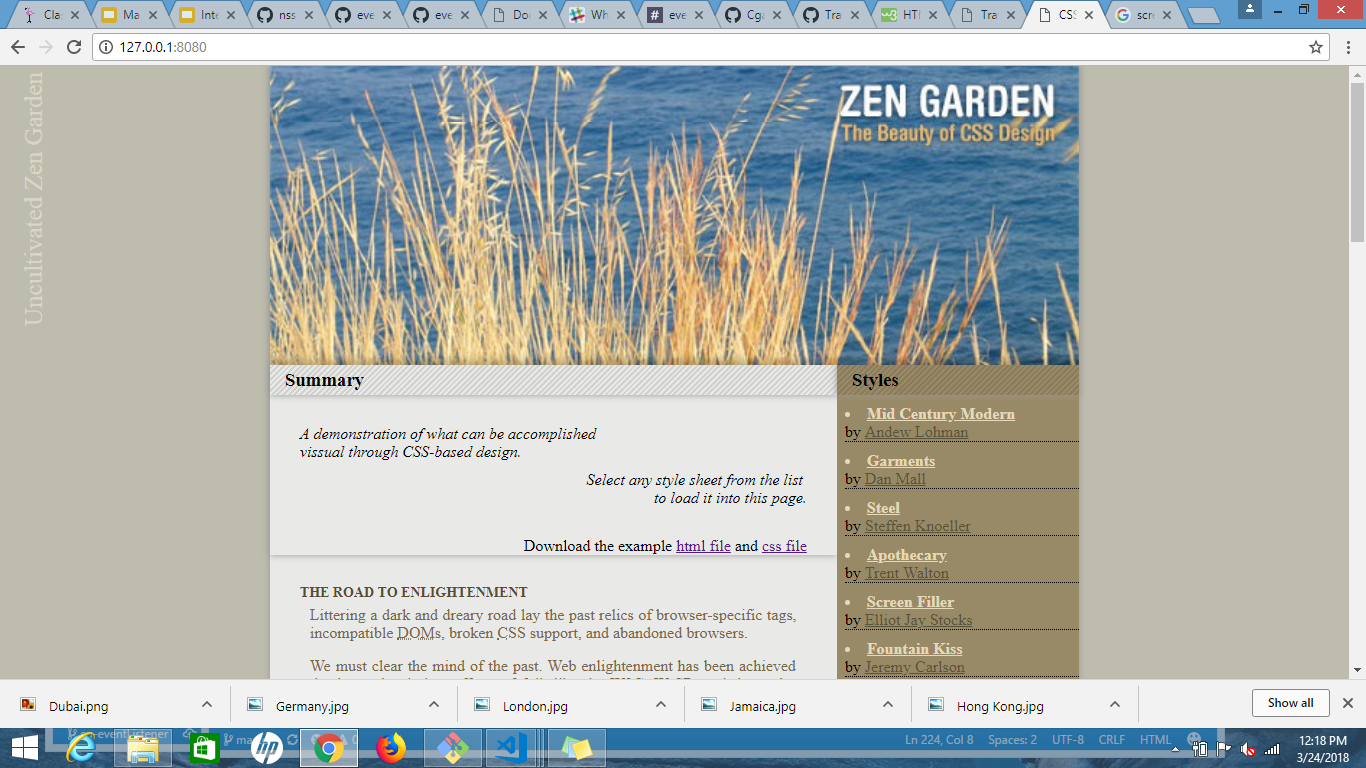 Cla
Ma
Inte
nss
eve
eve
Do
Wh
eve
Cga
Tra
HTI
Tra
CSS
scre
127.0.0.1:8080
Uncultivated Zen Garden
ZEN GARDEN
The Beauty of CSS Design
Summary
A demonstration of what can be accomplished
vissual through CSS-based design.
Select any style sheet from the list
to load it into this page.
Download the example html file and css file
THE ROAD TO ENLIGHTENMENT
Littering a dark and dreary road lay the past relics of browser-specific tags,
incompatible DOMs, broken CSS support, and abandoned browsers.
We must clear the mind of the past. Web enlightenment has been achieved
Styles
Mid Century Modern
by Andew Lohman
Garments
by Dan Mall
Steel
by Steffen Knoeller
Apothecary
by Trent Walton
Screen Filler
by Elliot Jay Stocks
Fountain Kiss
by Jeremy Carlson
Dubai.png
Germany.jpg
London.jpg
Jamaica.jpg
Hong Kong.jpg
Show all
eventListener
ma
Ln 224, Col 8 Spaces: 2 UTF-8 CRLF HTML
12:18 PM
3/24/2018